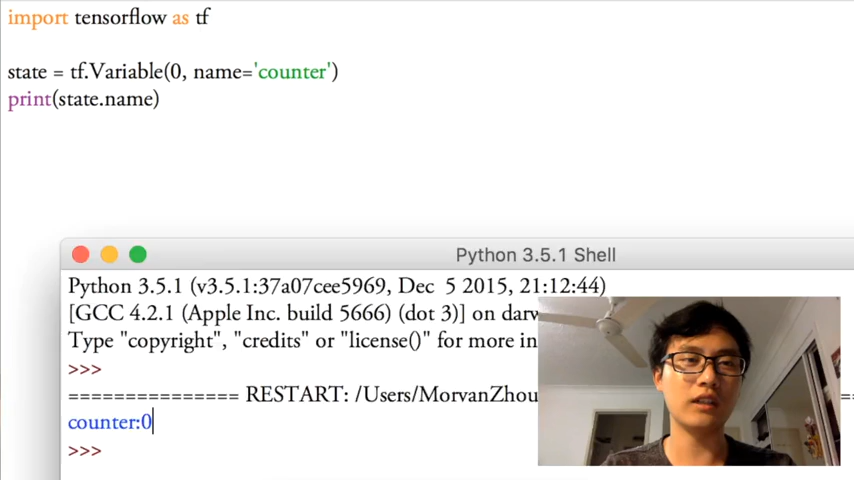 import tensorflow as tf
state = tf.Variable(0, name='counter')
print(state.name)
Python 3.5.1 Shell
Python 3.5.1 (v3.5.1:37a07cee5969, Dec 5 2015, 21:12:44)
[GCC 4.2.1 (Apple Inc. build 5666) (dot 3)] on darw
Type "copyright", "credits" or "license()" for more in
>>>
=============== RESTART: /Users/MorvanZhou
counter:0
>>>